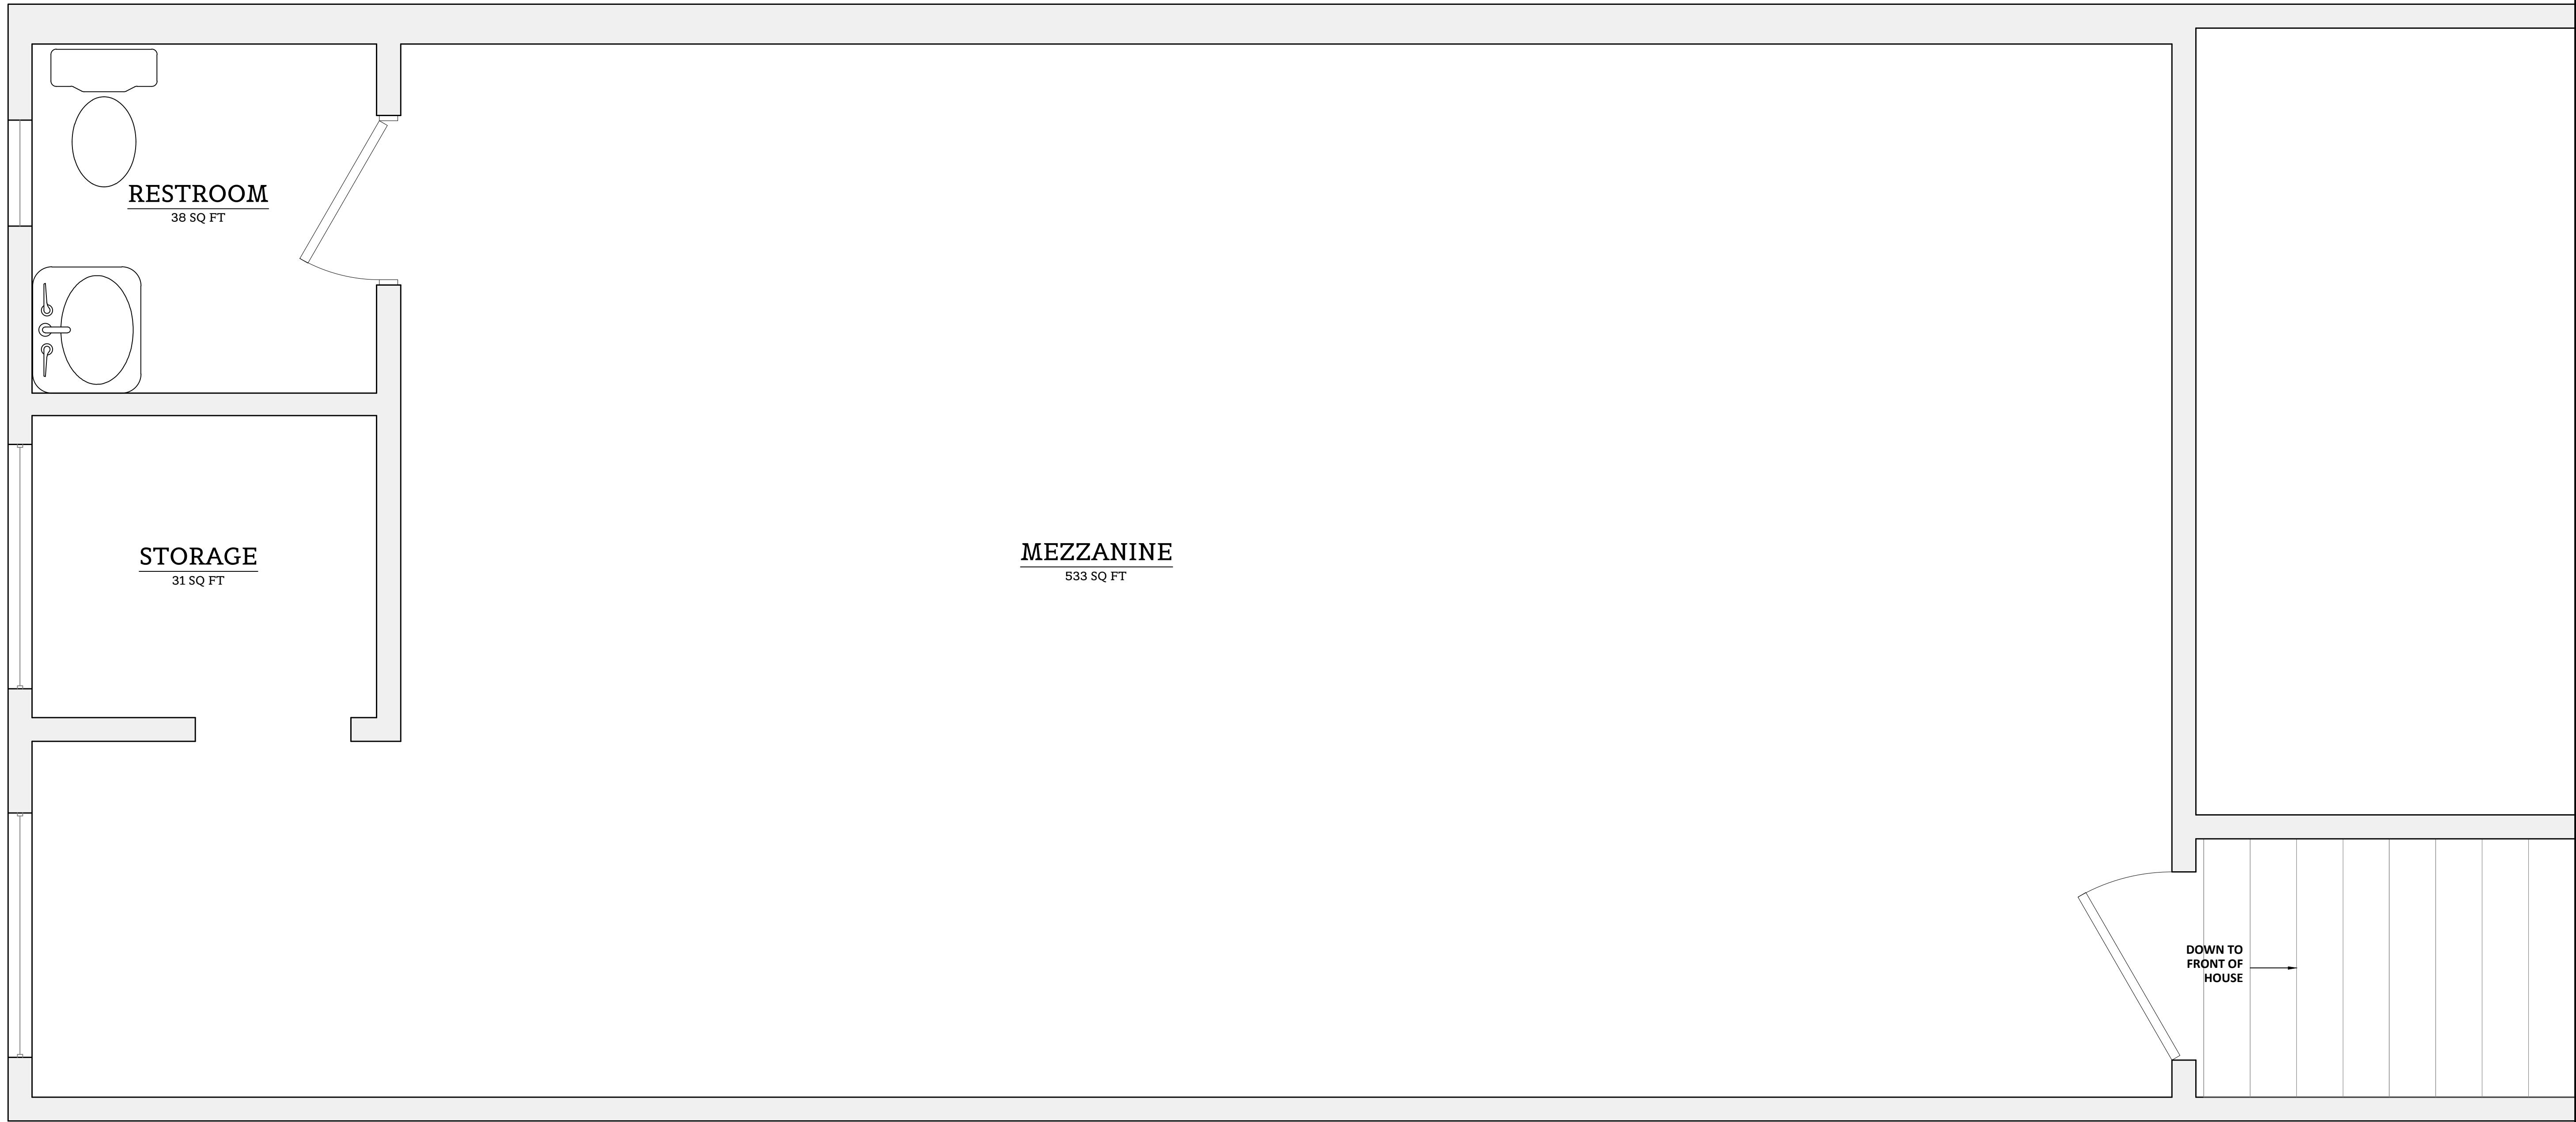 RESTROOM
38 SQ FT
STORAGE
31 SQ FT
MEZZANINE
533 SQ FT
DOWN TO
FRONT OF
HOUSE